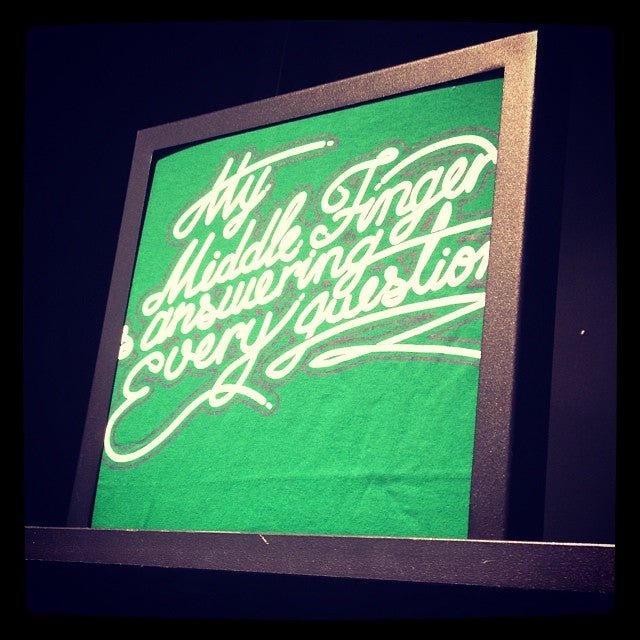 My
Middle Finger
s answering
Every question